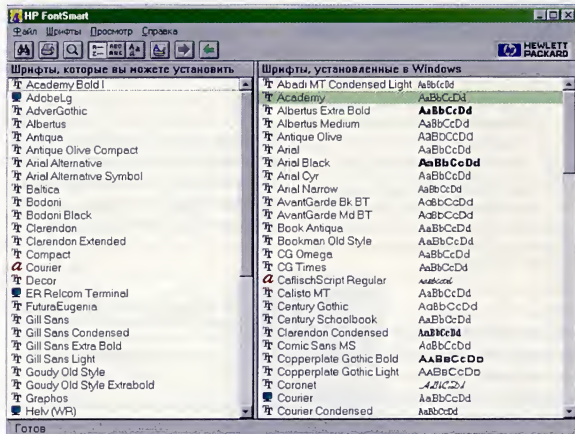 HP FontSmart
Файл Шрифты Просмотр Справка
HEWLETT
PACKARD
Шрифты, которые вы можете установить
Academy Bold I
AdobeLg
AdverGothic
Albertus
Antiqua
Antique Olive Compact
Arial Alternative
Arial Alternative Symbol
Baltica
Bodoni
Bodoni Black
Clarendon
Clarendon Extended
Compact
Courier
Decor
ER Relcom Terminal
FuturaEugenia
Gill Sans
Gill Sans Condensed
Gill Sans Extra Bold
Gill Sans Light
Goudy Old Style
Goudy Old Style Extrabold
Graphos
Helv (WR)
Шрифты, установленные в Windows
Abadi MT Condensed Light AaBbCcDd
Academy AaBbCcDd
Albertus Extra Bold AaBbCcDd
Albertus Medium AaBbCcDd
Antique Olive AaBbCcDd
Arial AaBbCcDd
Arial Black AaBbCcDd
Arial Cyr AaBbCcDd
Arial Narrow AaBbCcDd
AvantGarde Bk BT AaBbCcDd
AvantGarde Md BT AaBbCcDd
Book Antiqua AaBbCcDd
Bookman Old Style AaBbCcDd
CG Omega AaBbCcDd
CG Times AaBbCcDd
CaflischScript Regular
Calisto MT AaBbCcDd
Century Gothic AaBbCcDd
Century Schoolbook AaBbCcDd
Clarendon Condensed AaBbCcDd
Comic Sans MS AaBbCcDd
Copperplate Gothic Bold AaBbCcDd
Copperplate Gothic Light AaBbCcDd
Coronet AaBbCcDd
Courier AaBbCcDd
Courier Condensed AaBbCcDd
Готов